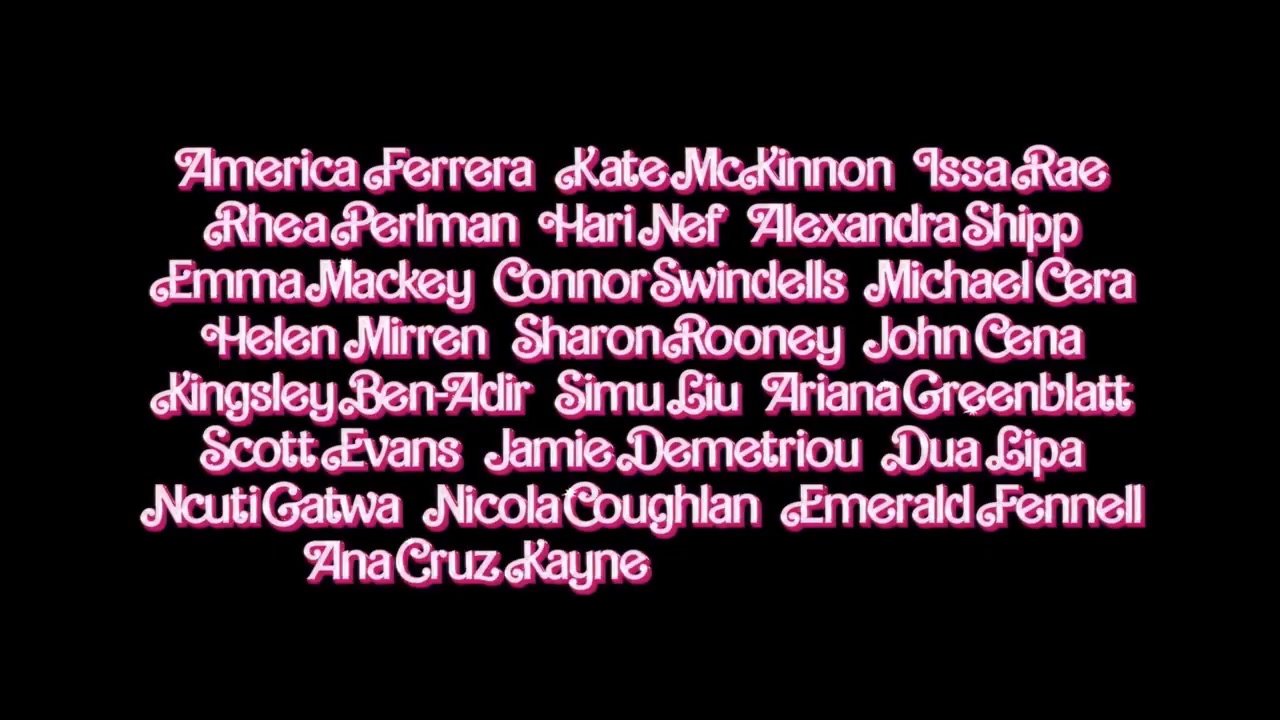 America Ferrera Kate McKinnon Issa Rae
Rhea Perlman Hari Nef Alexandra Shipp
Emma Mackey Connor Swindells Michael Cera
Helen Mirren Sharon Rooney John Cena
Kingsley Ben-Adir Simu Liu Ariana Greenblatt
Scott Evans Jamie Demetriou Dua Lipa
Ncuti Gatwa Nicola Coughlan Emerald Fennell
Ana Cruz Kayne